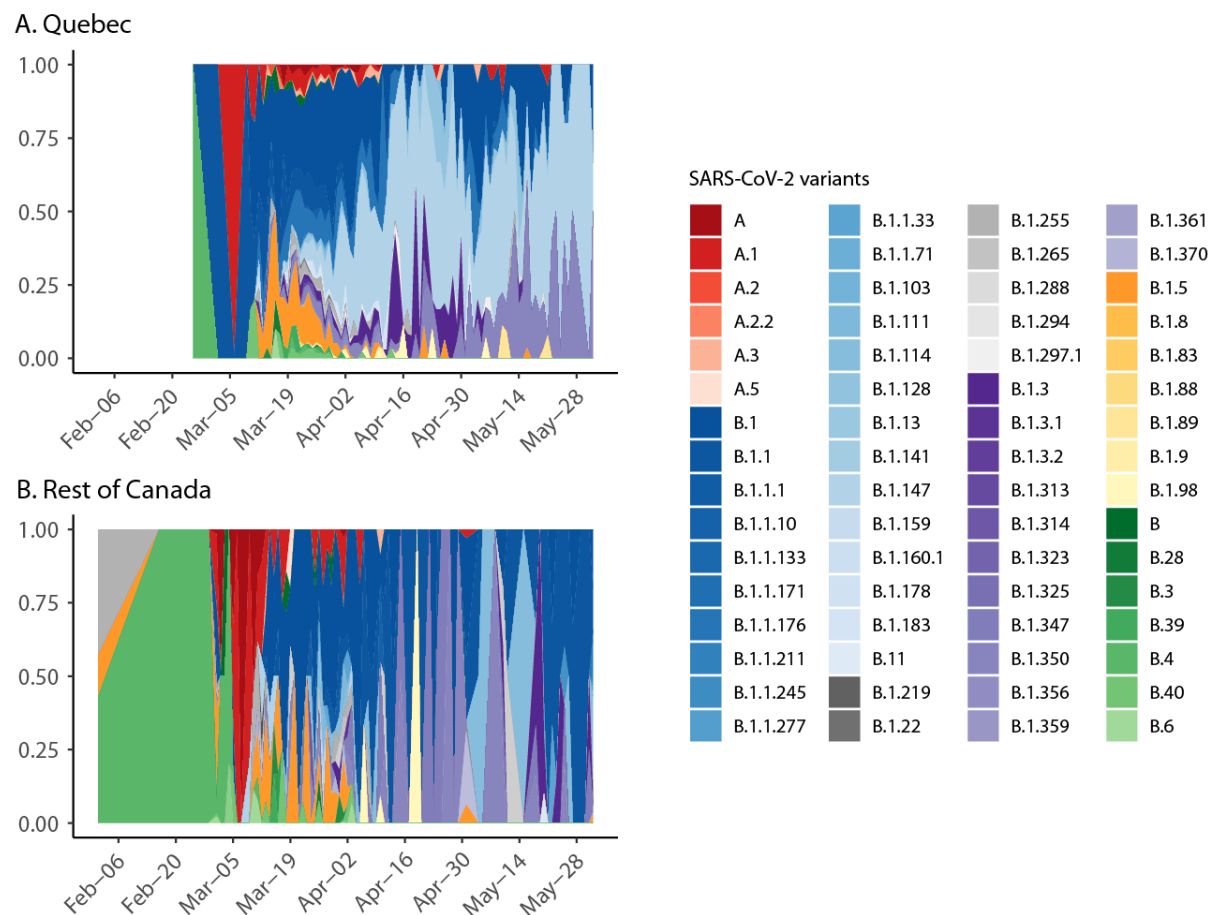 A. Quebec
1.00
0.75
0.50
0.25
0.00
Feb–06
Feb–20
Mar–05
Mar–19
Apr–02
Apr–16
Apr–30
May–14
May–28
B. Rest of Canada
1.00
0.75
0.50
0.25
0.00
Feb–06
Feb–20
Mar–05
Mar–19
Apr–02
Apr–16
Apr–30
May–14
May–28
SARS-CoV-2 variants
A
A.1
A.2
A.2.2
A.3
A.5
B.1
B.1.1
B.1.1.1
B.1.1.10
B.1.1.133
B.1.1.171
B.1.1.176
B.1.1.211
B.1.1.245
B.1.1.277
B.1.1.33
B.1.1.71
B.1.103
B.1.111
B.1.114
B.1.128
B.1.13
B.1.141
B.1.147
B.1.159
B.1.160.1
B.1.178
B.1.183
B.11
B.1.219
B.1.22
B.1.255
B.1.265
B.1.288
B.1.294
B.1.297.1
B.1.3
B.1.3.1
B.1.3.2
B.1.313
B.1.314
B.1.323
B.1.325
B.1.347
B.1.350
B.1.356
B.1.359
B.1.361
B.1.370
B.1.5
B.1.8
B.1.83
B.1.88
B.1.89
B.1.9
B.1.98
B
B.28
B.3
B.39
B.4
B.40
B.6